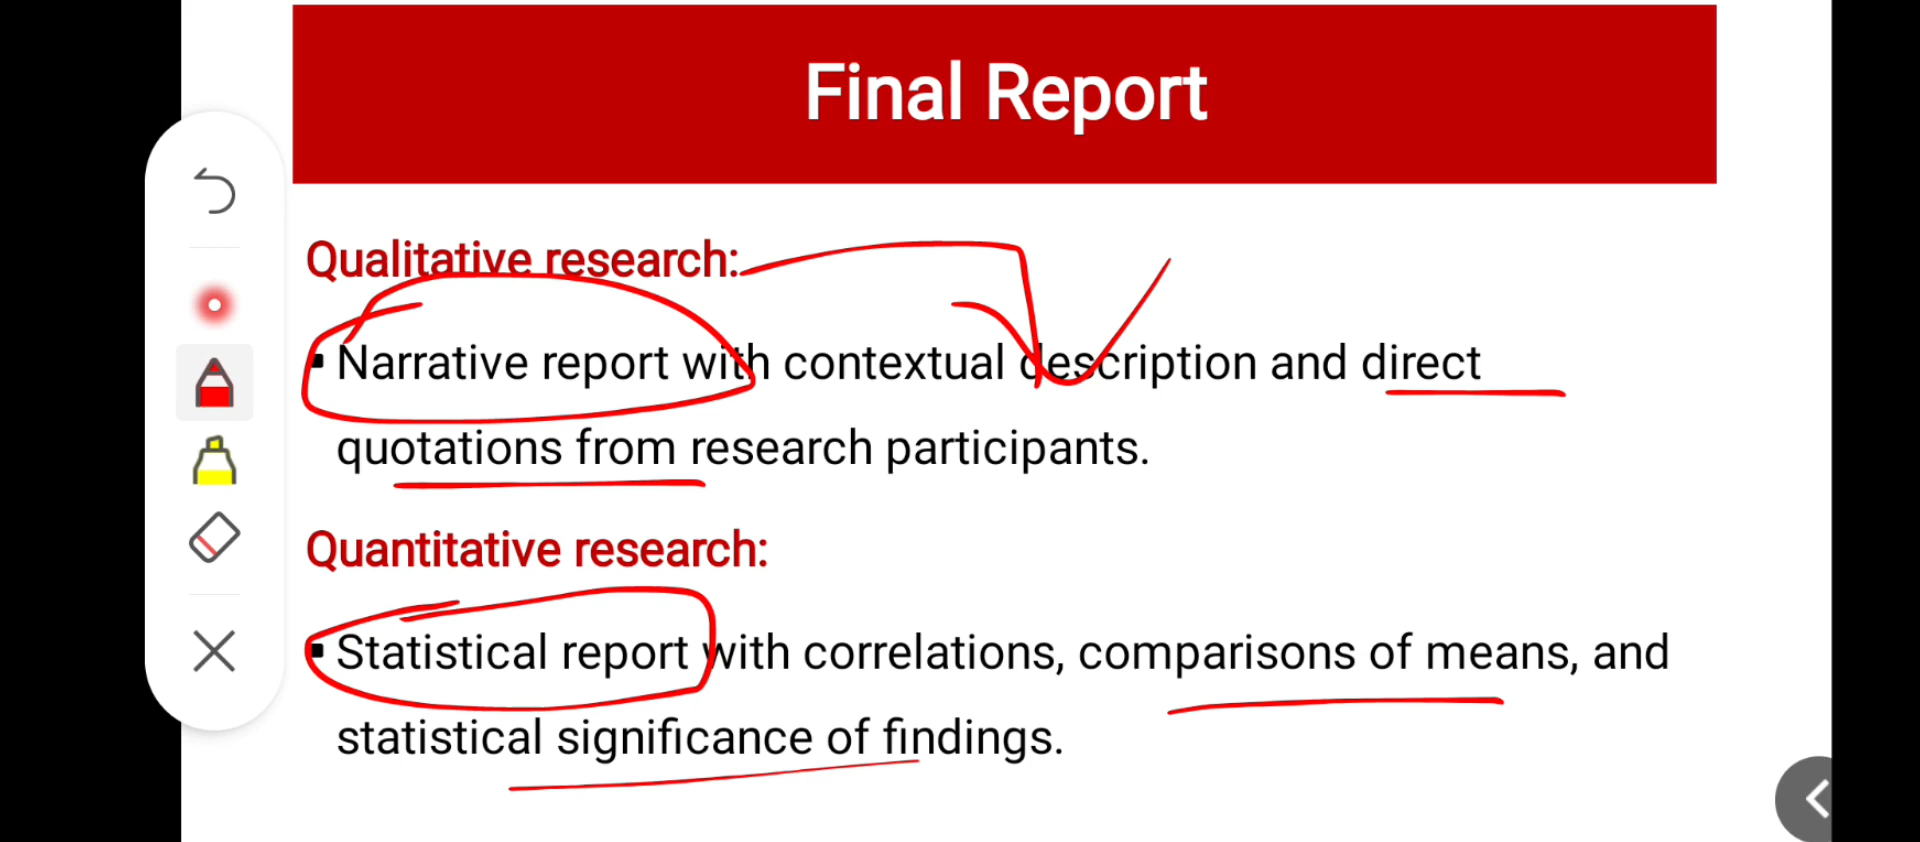 Final Report
Qualitative research:
▪ Narrative report with contextual description and direct
quotations from research participants.
Quantitative research:
▪ Statistical report with correlations, comparisons of means, and
statistical significance of findings.